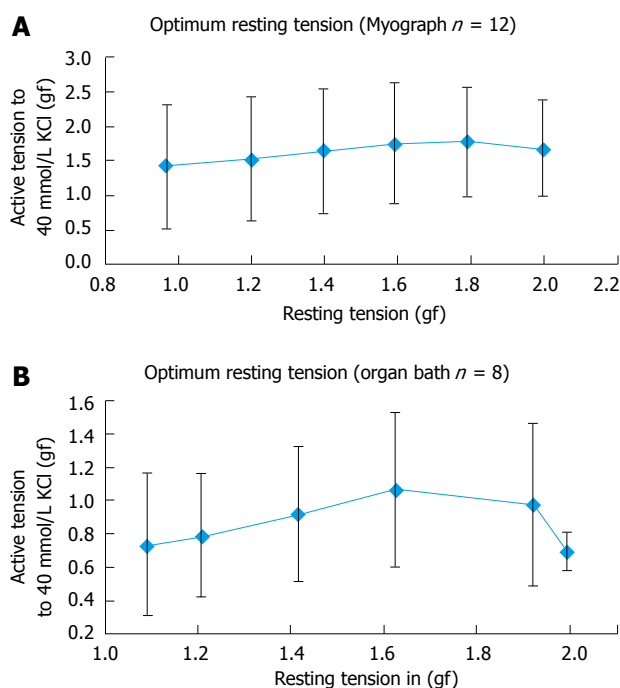 A
Optimum resting tension (Myograph n = 12)
Active tension to
40 mmol/L KCl (gf)
3.0
2.5
2.0
1.5
1.0
0.5
0.0
0.8 1.0 1.2 1.4 1.6 1.8 2.0 2.2
Resting tension (gf)
B
Optimum resting tension (organ bath n = 8)
Active tension
to 40 mmol/L KCl (gf)
1.6
1.4
1.2
1.0
0.8
0.6
0.4
0.2
1.0 1.2 1.4 1.6 1.8 2.0
Resting tension in (gf)